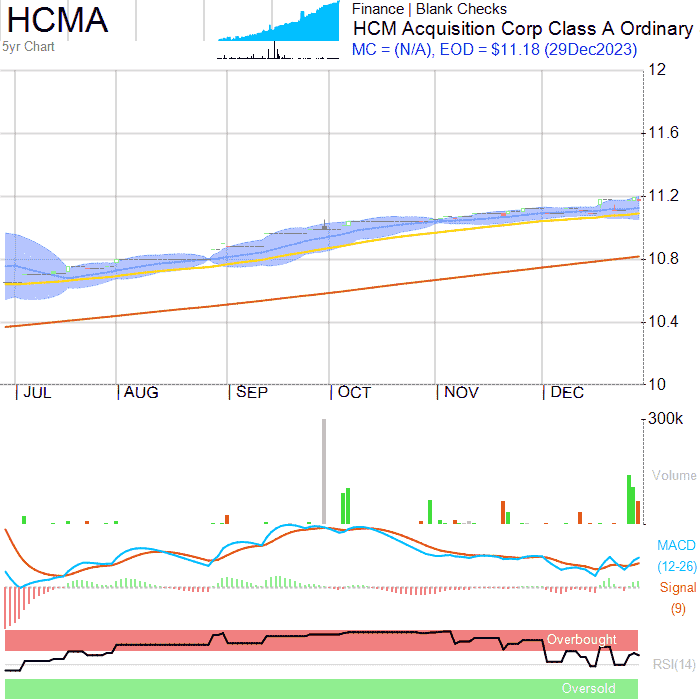 HCMA
5yr Chart
Finance | Blank Checks
HCM Acquisition Corp Class A Ordinary
MC = (N/A), EOD = $11.18 (29Dec2023)
12
11.6
11.2
10.8
10.4
10
JUL AUG SEP OCT NOV DEC
300k
Volume
MACD
(12-26)
Signal
(9)
Overbought
RSI(14)
Oversold